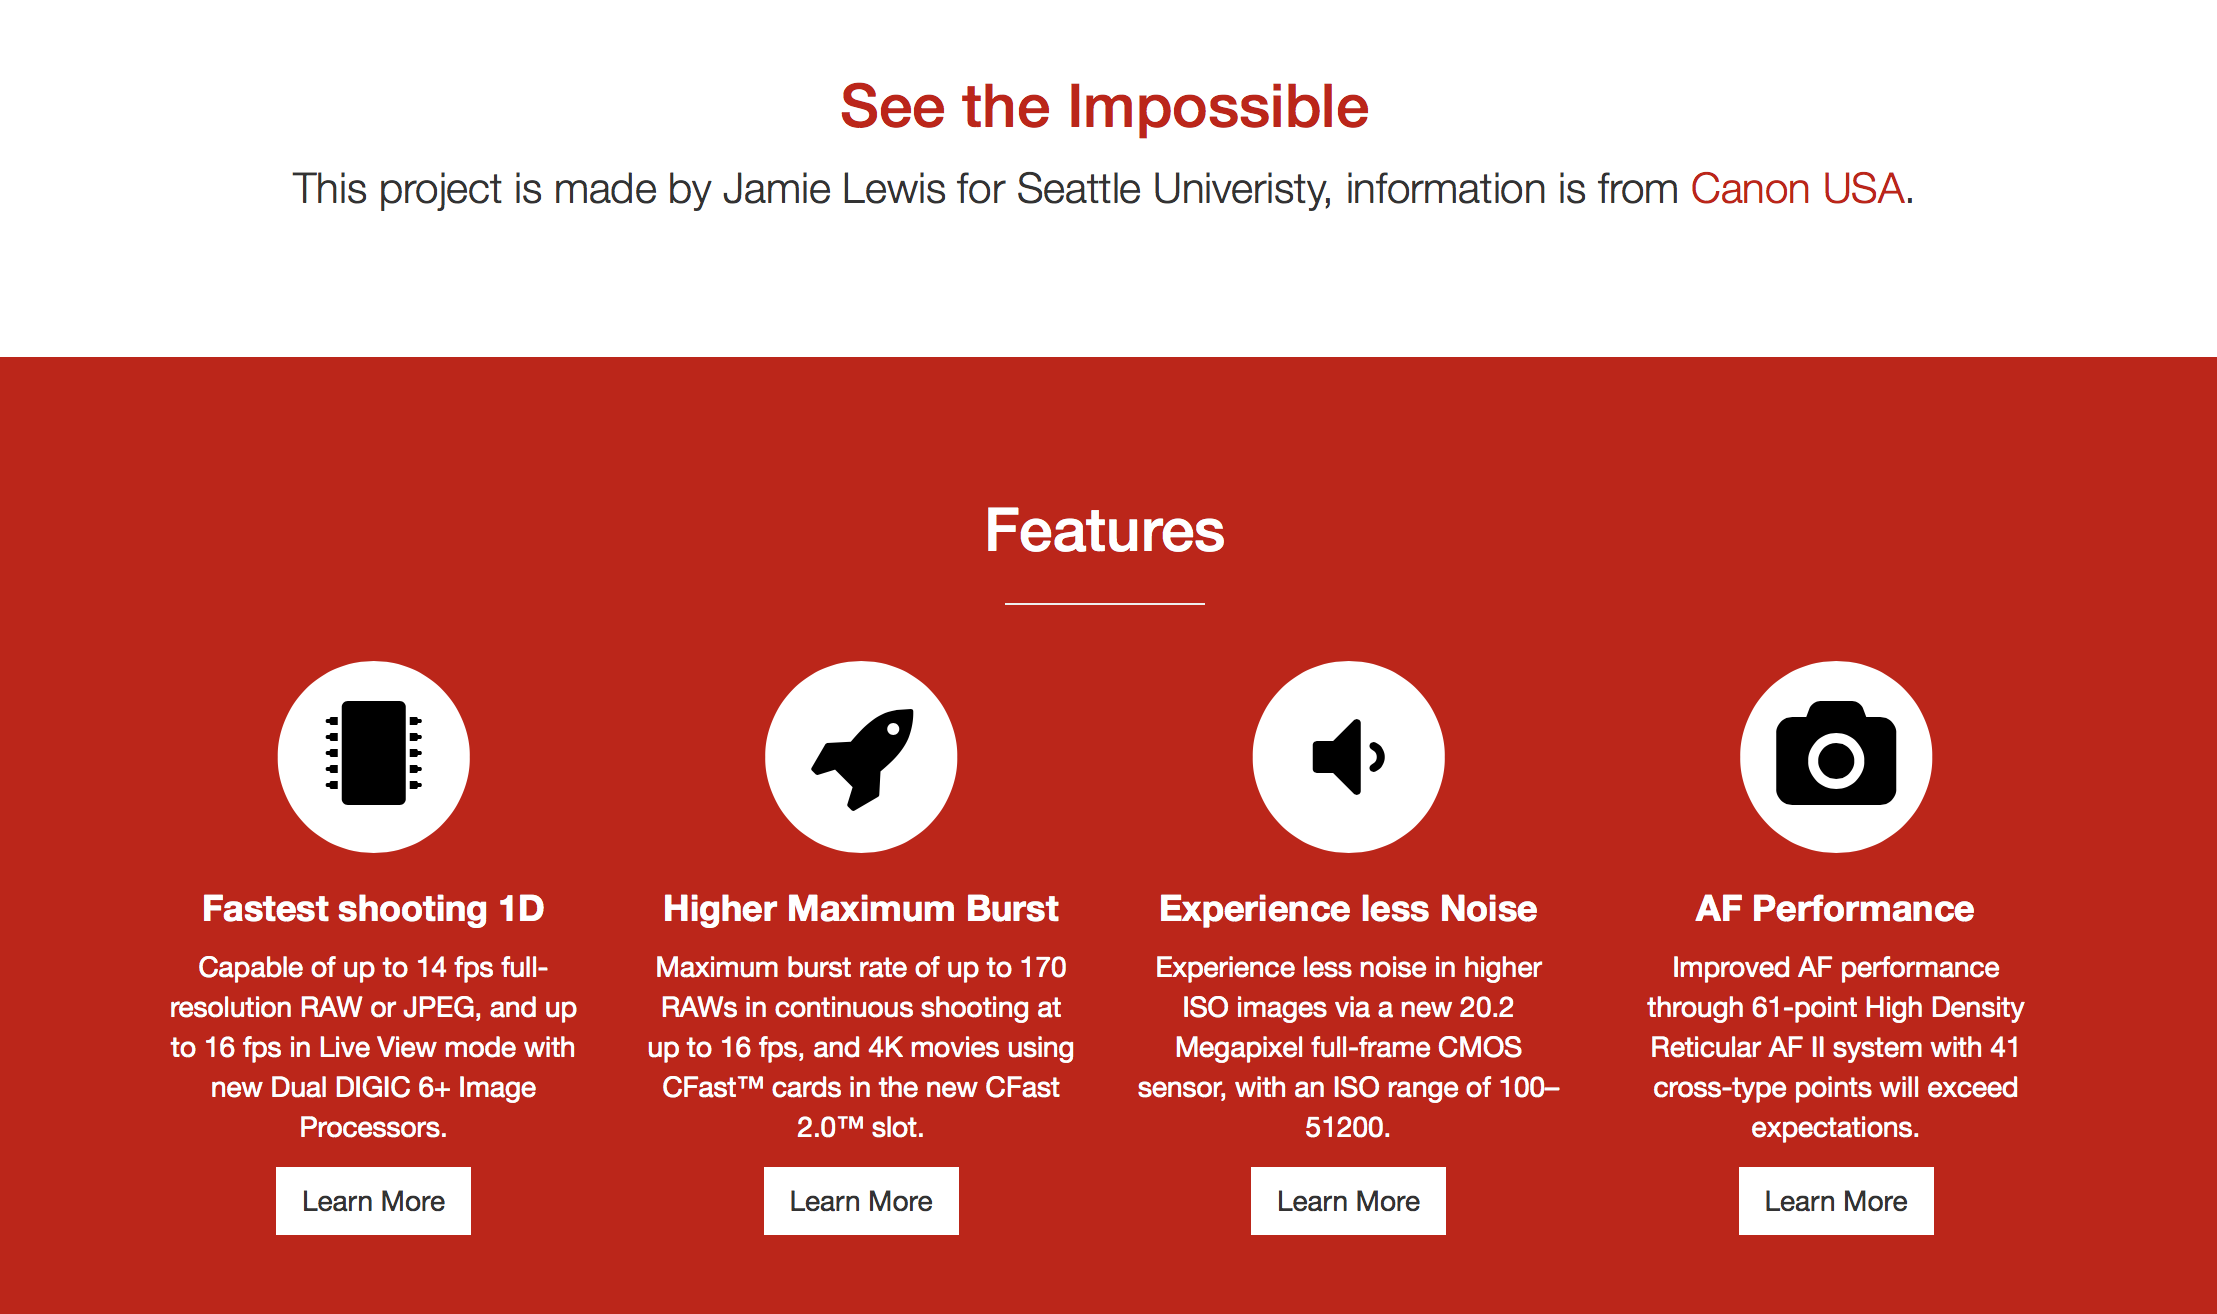 See the Impossible
This project is made by Jamie Lewis for Seattle Univeristy, information is from Canon USA.
Features
Fastest shooting 1D
Capable of up to 14 fps full-
resolution RAW or JPEG, and up
to 16 fps in Live View mode with
new Dual DIGIC 6+ Image
Processors.
Learn More
Higher Maximum Burst
Maximum burst rate of up to 170
RAWs in continuous shooting at
up to 16 fps, and 4K movies using
CFast™ cards in the new CFast
2.0™ slot.
Learn More
Experience less Noise
Experience less noise in higher
ISO images via a new 20.2
Megapixel full-frame CMOS
sensor, with an ISO range of 100–
51200.
Learn More
AF Performance
Improved AF performance
through 61-point High Density
Reticular AF II system with 41
cross-type points will exceed
expectations.
Learn More